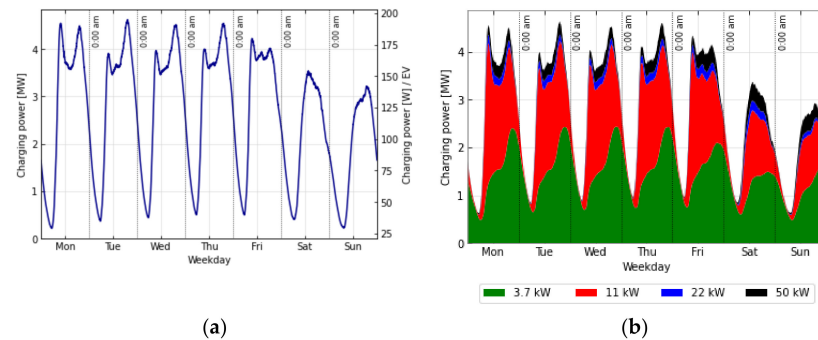 0:00 am 0:00 am 0:00 am 0:00 am 0:00 am 0:00 am
Charging power [MW]
4
3
2
1
0
Mon Tue Wed Thu Fri Sat Sun
Weekday
200
175
150
125
100
75
50
25
Charging power [W] / EV
(a)
0:00 am 0:00 am 0:00 am 0:00 am 0:00 am 0:00 am
Charging power [MW]
4
3
2
1
0
Mon Tue Wed Thu Fri Sat Sun
Weekday
3.7 kW 11 kW 22 kW 50 kW
(b)